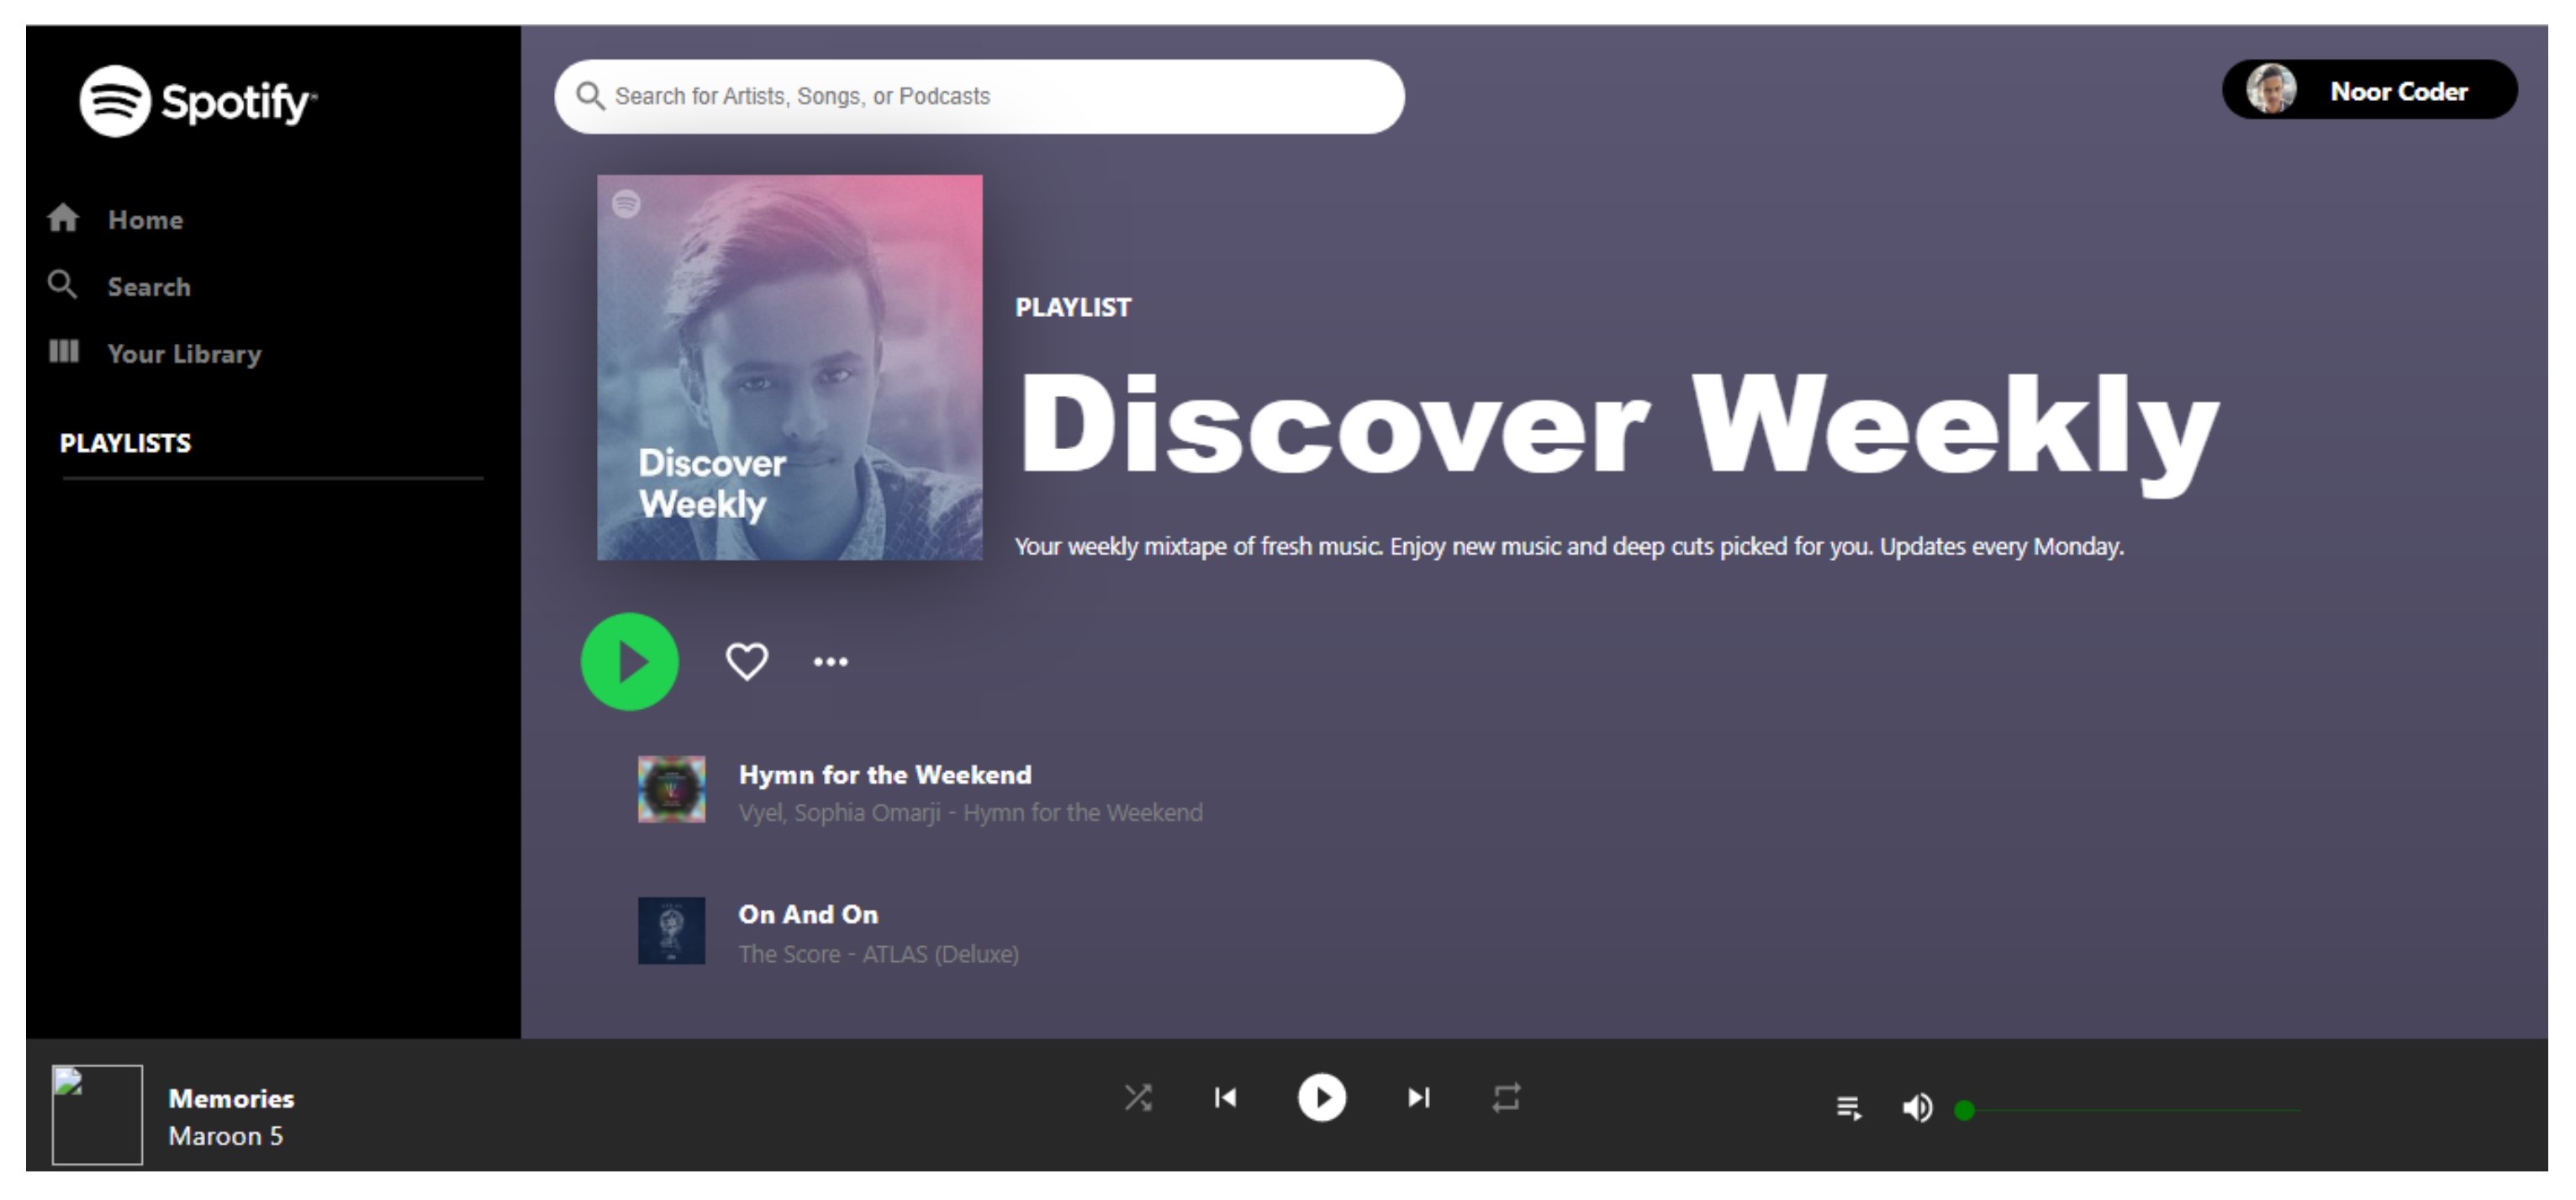 Spotify
Home
Search
Your Library
PLAYLISTS
Search for Artists, Songs, or Podcasts
Noor Coder
Discover
Weekly
PLAYLIST
Discover Weekly
Your weekly mixtape of fresh music. Enjoy new music and deep cuts picked for you. Updates every Monday.
Hymn for the Weekend
Vyel, Sophia Omarji - Hymn for the Weekend
On And On
The Score - ATLAS (Deluxe)
Memories
Maroon 5